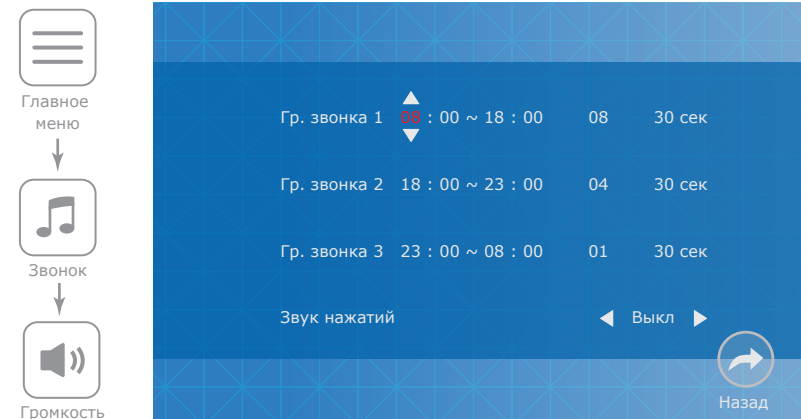 Главное
меню
Звонок
Громкость
Гр. звонка 1 08 : 00 ~ 18 : 00 08 30 сек
Гр. звонка 2 18 : 00 ~ 23 : 00 04 30 сек
Гр. звонка 3 23 : 00 ~ 08 : 00 01 30 сек
Звук нажатий Выкл
Назад